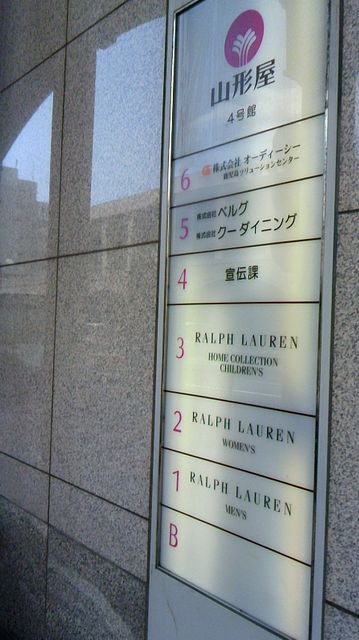 山形屋
4号館
6 株式会社 オーディーシー
鹿児島ソリューションセンター
5 株式会社 ベルグ
株式会社 クーダイニング
4 宣伝課
3 RALPH LAUREN
HOME COLLECTION
CHILDREN'S
2 RALPH LAUREN
WOMEN'S
1 RALPH LAUREN
MEN'S
B